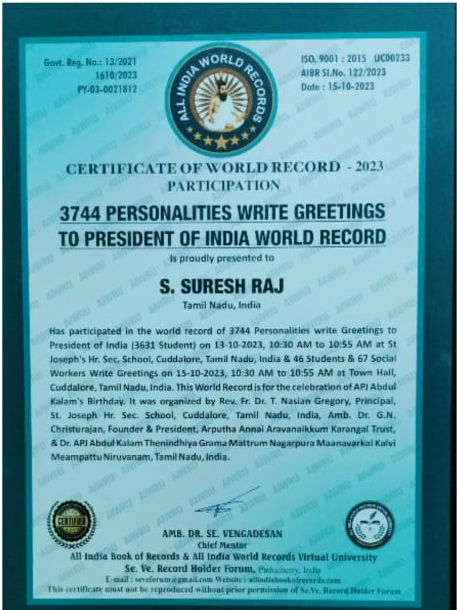 Govt. Reg. No.: 13/2021
1610/2023
PY-03-0021812
ISO. 9001 : 2015 UC00233
AIBR SI.No. 122/2023
Date : 15-10-2023
ALL INDIA WORLD RECORDS
CERTIFICATE OF WORLD RECORD - 2023
PARTICIPATION
3744 PERSONALITIES WRITE GREETINGS
TO PRESIDENT OF INDIA WORLD RECORD
Is proudly presented to
S. SURESH RAJ
Tamil Nadu, India
Has participated in the world record of 3744 Personalities write Greetings to
President of India (3631 Student) on 13-10-2023, 10:30 AM to 10:55 AM at St
Joseph's Hr. Sec. School, Cuddalore, Tamil Nadu, India & 46 Students & 67 Social
Workers Write Greetings on 15-10-2023, 10:30 AM to 10:55 AM at Town Hall,
Cuddalore, Tamil Nadu, India. This World Record is for the celebration of APJ Abdul
Kalam's Birthday. It was organized by Rev. Fr. Dr. T. Nasian Gregory, Principal,
St. Joseph Hr. Sec. School, Cuddalore, Tamil Nadu, India, Amb. Dr. G.N.
Christurajan, Founder & President, Arputha Annai Aravanaikkum Karangal Trust,
& Dr. APJ Abdul Kalam Thenindhiya Grama Mattrum Nagarpura Maanavarkal Kalvi
Meampattu Niruvanam, Tamil Nadu, India.
CERTIFIED
AMB. DR. SE. VENGADESAN
Chief Mentor
All India Book of Records & All India World Records Virtual University
Se. Ve. Record Holder Forum, Puducherry, India
E-mail : seveforum@gmail.com Website : allindiabookofrecords.com
This certificate must not be reproduced without prior permission of Se.Ve. Record Holder Forum